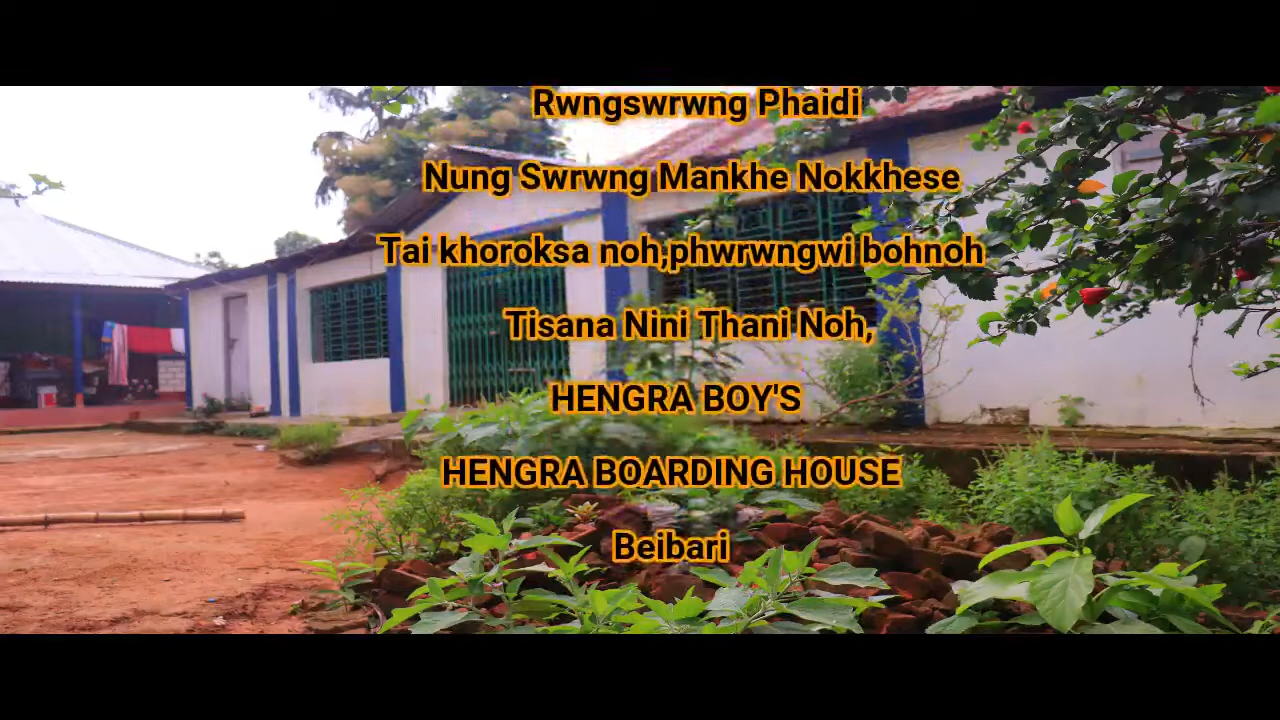 Rwngswrwng Phaidi
Nung Swrwng Mankhe Nokkhese
Tai khoroksa noh,phwrwngwi bohnoh
Tisana Nini Thani Noh,
HENGRA BOY'S
HENGRA BOARDING HOUSE
Beibari